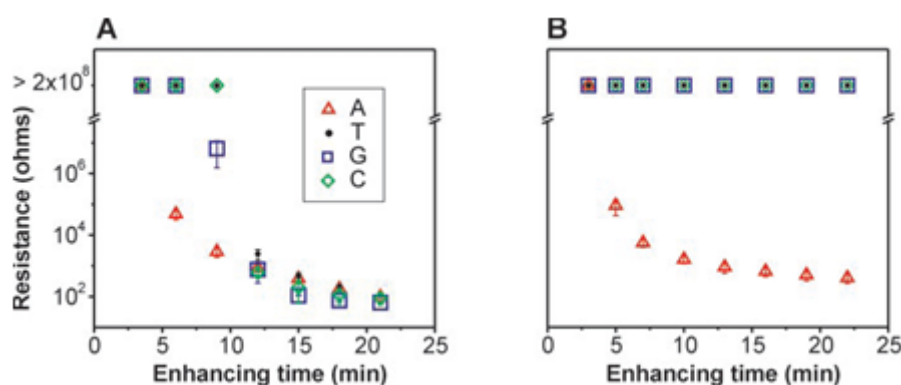 A
B
> 2x10⁸
10⁶
10⁴
10²
Resistance (ohms)
A
T
G
C
0 5 10 15 20 25
0 5 10 15 20 25
Enhancing time (min)
Enhancing time (min)